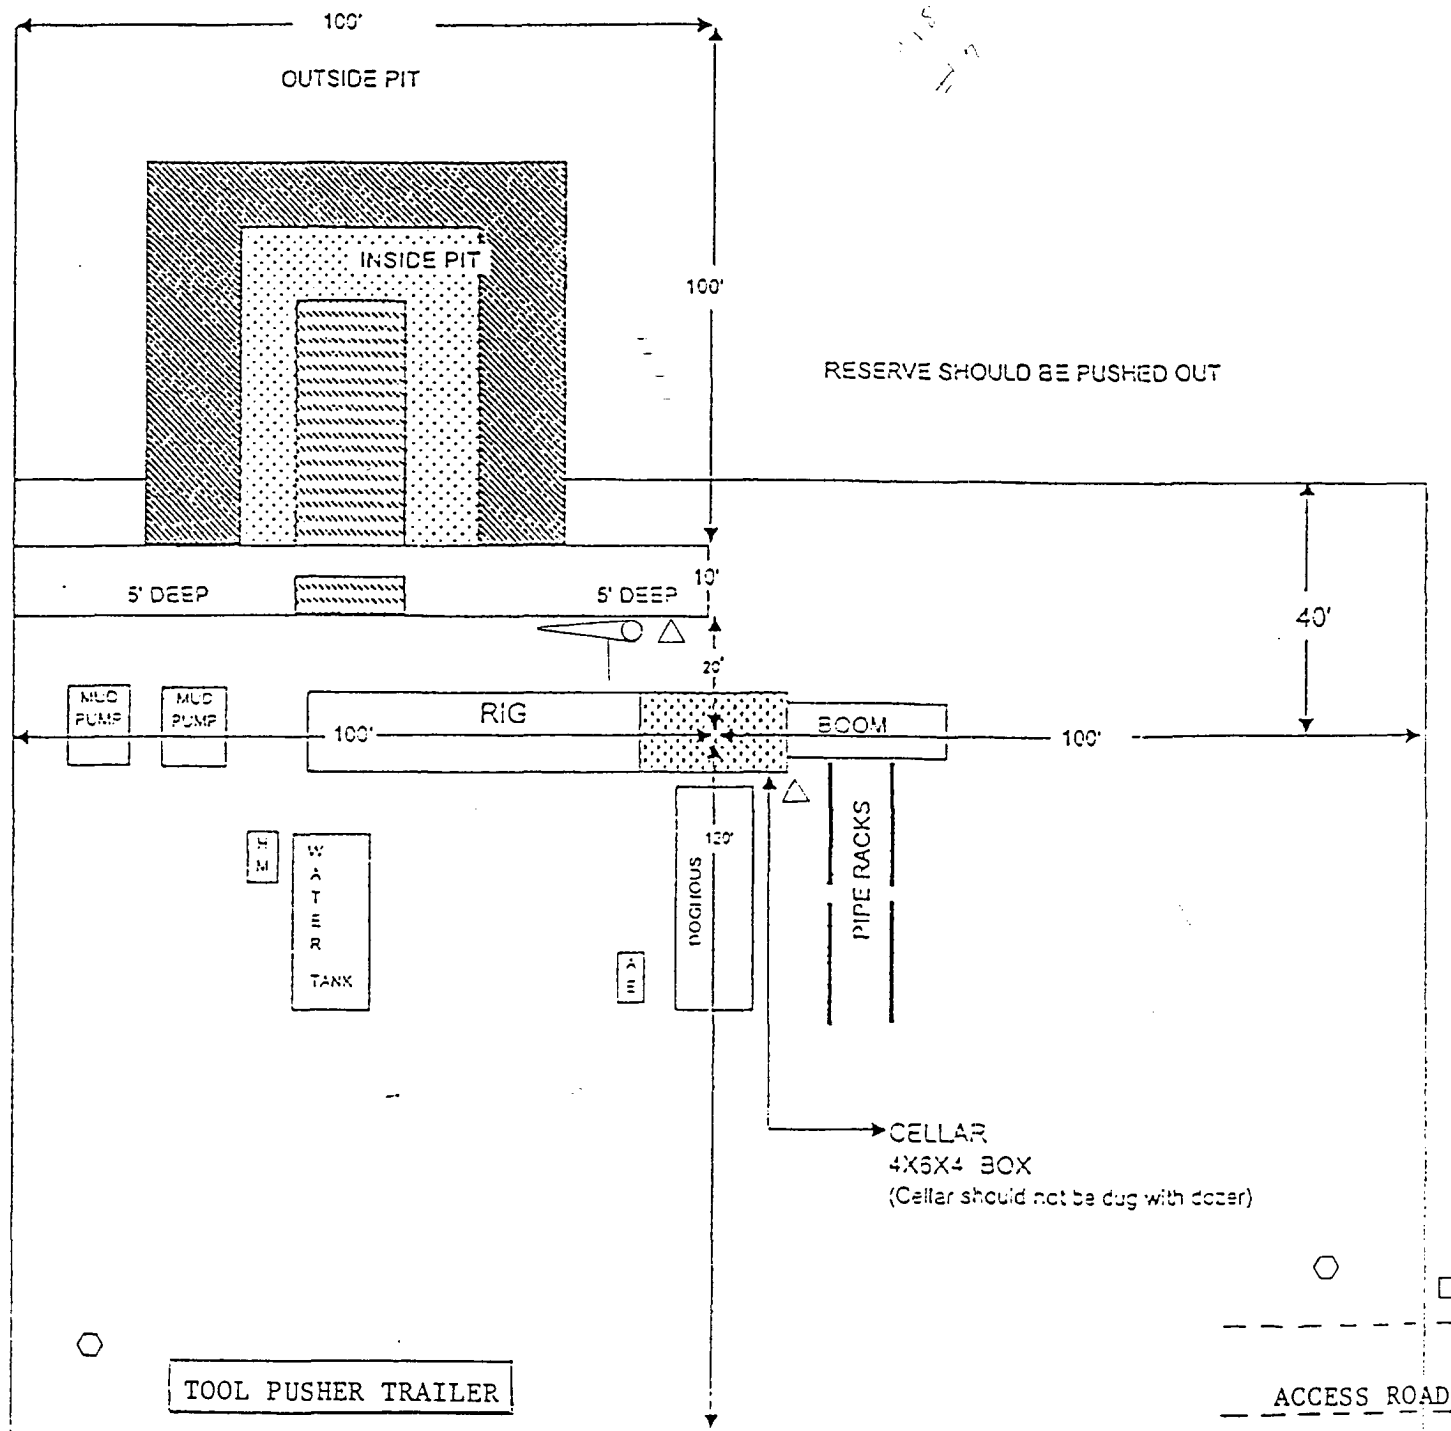 100'
OUTSIDE PIT
INSIDE PIT
100'
RESERVE SHOULD BE PUSHED OUT
5' DEEP
5' DEEP
10'
40'
20'
MUD
PUMP
MUD
PUMP
RIG
BOOM
100'
100'
WATER
TANK
DOGHOUS
PIPE RACKS
CELLAR
4X6X4 BOX
(Cellar should not be dug with dozer)
TOOL PUSHER TRAILER
ACCESS ROAD